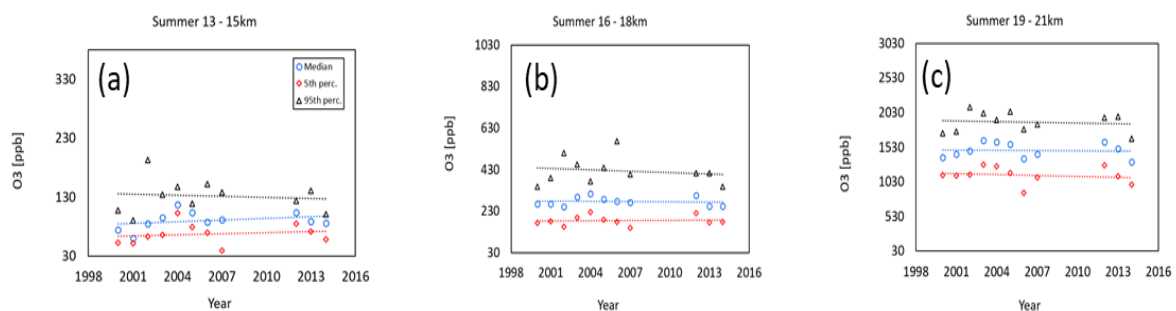 Summer 13 - 15km
(a)
O3 [ppb]
330
230
130
30
Median
5th perc.
95th perc.
1998 2001 2004 2007 2010 2013 2016
Year
Summer 16 - 18km
(b)
O3 [ppb]
1030
830
630
430
230
30
1998 2001 2004 2007 2010 2013 2016
Year
Summer 19 - 21km
(c)
O3 [ppb]
3030
2530
2030
1530
1030
530
30
1998 2001 2004 2007 2010 2013 2016
Year